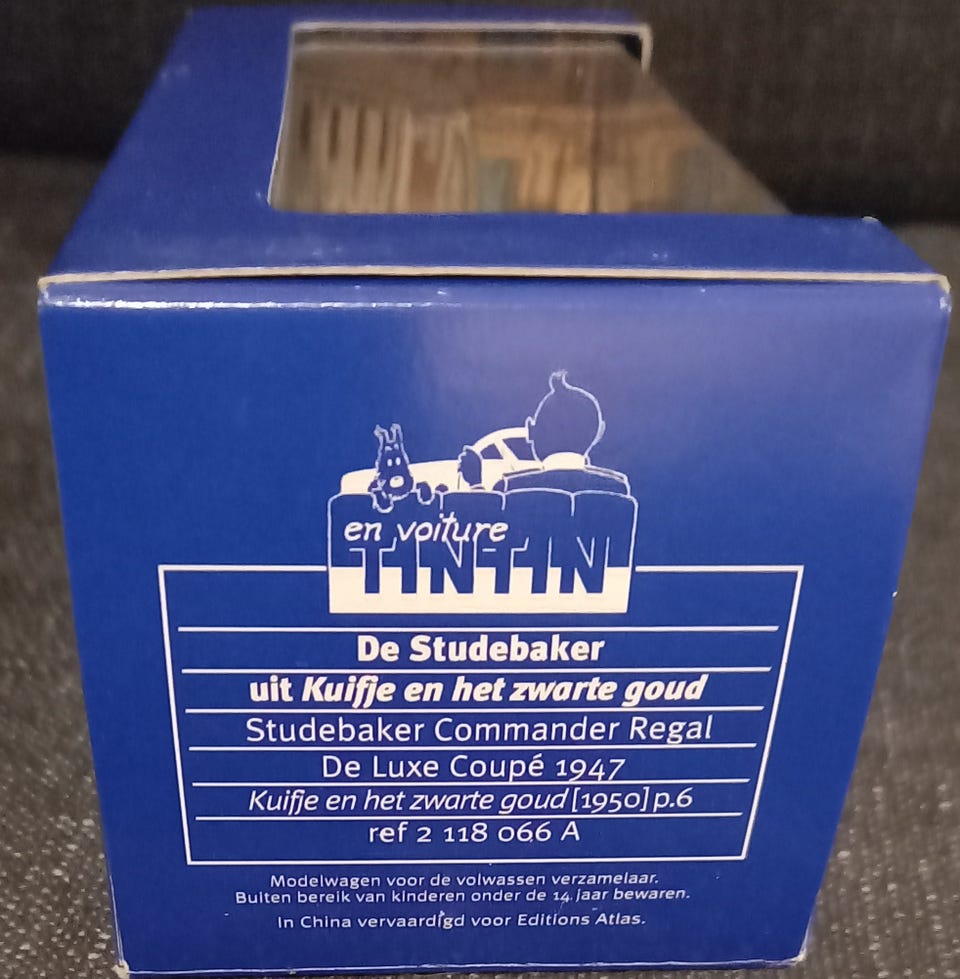 en voiture
TINTIN
De Studebaker
uit Kuifje en het zwarte goud
Studebaker Commander Regal
De Luxe Coupé 1947
Kuifje en het zwarte goud [1950] p.6
ref 2 118 066 A
Modelwagen voor de volwassen verzamelaar.
Buiten bereik van kinderen onder de 14 jaar bewaren.
In China vervaardigd voor Editions Atlas.